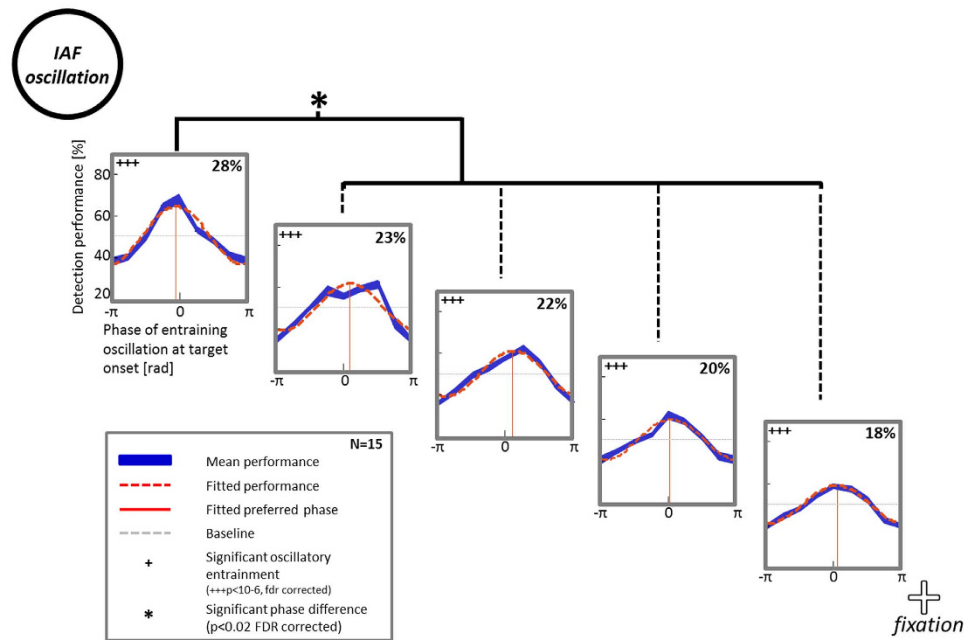 IAF
oscillation
*
Detection performance [%]
80
60
40
20
+++
28%
-π
0
π
Phase of entraining
oscillation at target
onset [rad]
+++
23%
-π
0
π
+++
22%
-π
0
π
+++
20%
-π
0
π
+++
18%
-π
0
π
N=15
Mean performance
Fitted performance
Fitted preferred phase
Baseline
+
Significant oscillatory
entrainment
(+++p<10-6, fdr corrected)
*
Significant phase difference
(p<0.02 FDR corrected)
fixation